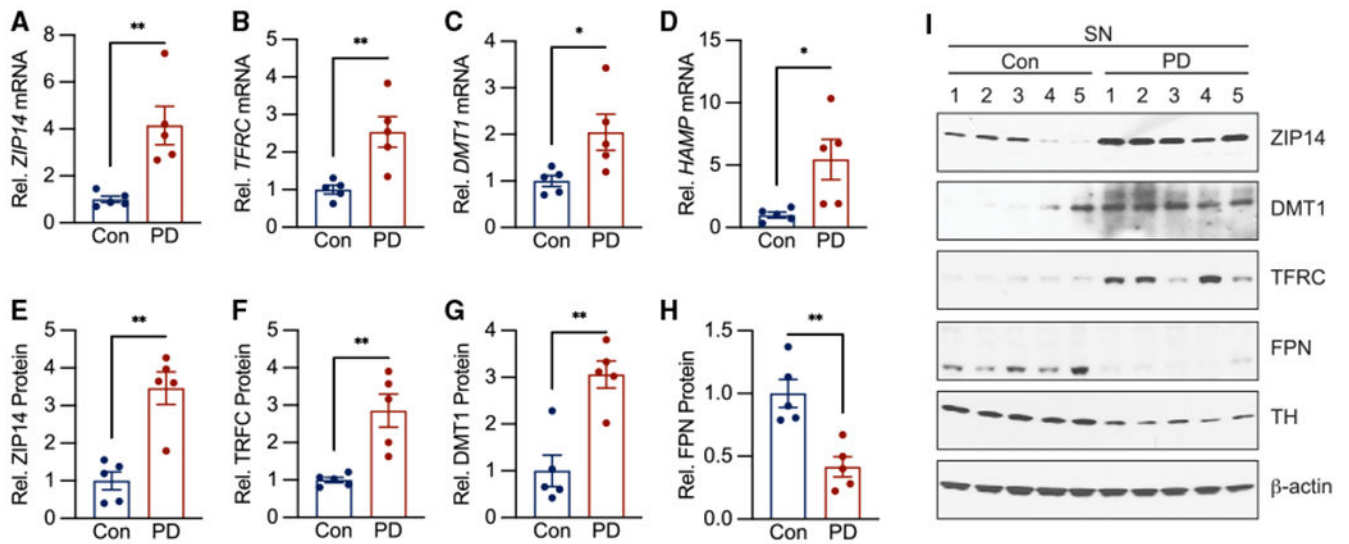 A
Rel. ZIP14 mRNA
8
6
4
2
0
**
Con PD
B
Rel. TFRC mRNA
5
4
3
2
1
0
**
Con PD
C
Rel. DMT1 mRNA
4
3
2
1
0
*
Con PD
D
Rel. HAMP mRNA
15
10
5
0
*
Con PD
E
Rel. ZIP14 Protein
5
4
3
2
1
0
**
Con PD
F
Rel. TRFC Protein
5
4
3
2
1
0
**
Con PD
G
Rel. DMT1 Protein
4
3
2
1
0
**
Con PD
H
Rel. FPN Protein
1.5
1.0
0.5
0.0
**
Con PD
I
SN
Con PD
1 2 3 4 5 1 2 3 4 5
ZIP14
DMT1
TFRC
FPN
TH
β-actin